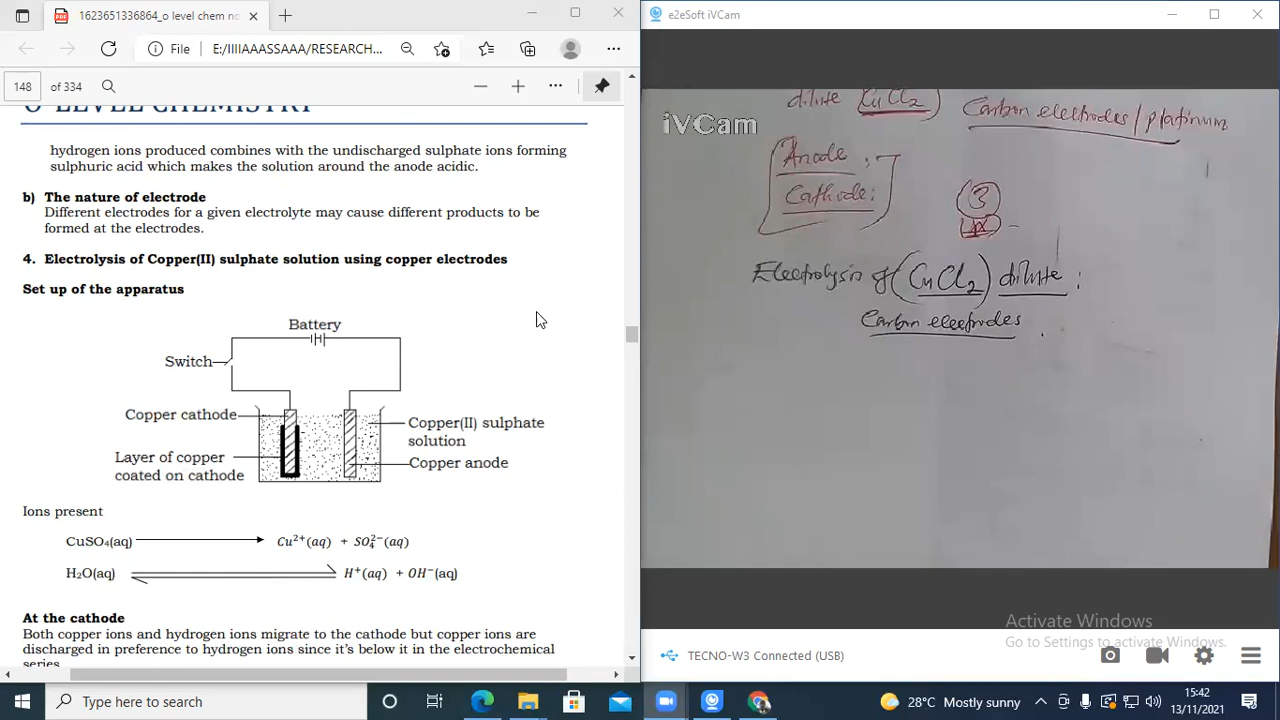 1623651336864_o level chem no
File
E:/IIIIAAASSAAA/RESEARCH...
148 of 334
O LEVEL CHEMISTRY
hydrogen ions produced combines with the undischarged sulphate ions forming
sulphuric acid which makes the solution around the anode acidic.
b) The nature of electrode
Different electrodes for a given electrolyte may cause different products to be
formed at the electrodes.
4. Electrolysis of Copper(II) sulphate solution using copper electrodes
Set up of the apparatus
Battery
Switch
Copper cathode
Copper(II) sulphate
solution
Layer of copper
coated on cathode
Copper anode
Ions present
CuSO₄(aq) → Cu²⁺(aq) + SO₄²⁻(aq)
H₂O(aq) ⇌ H⁺(aq) + OH⁻(aq)
At the cathode
Both copper ions and hydrogen ions migrate to the cathode but copper ions are
discharged in preference to hydrogen ions since it's below it in the electrochemical
series
Type here to search
e2eSoft iVCam
iVCam
dilute CuCl₂) Carbon electrodes/platinum
Anode :
Cathode:
3
Electrolysis of (CuCl₂) dilute :
Carbon electrodes .
Activate Windows
Go to Settings to activate Windows.
TECNO-W3 Connected (USB)
28°C Mostly sunny
15:42
13/11/2021